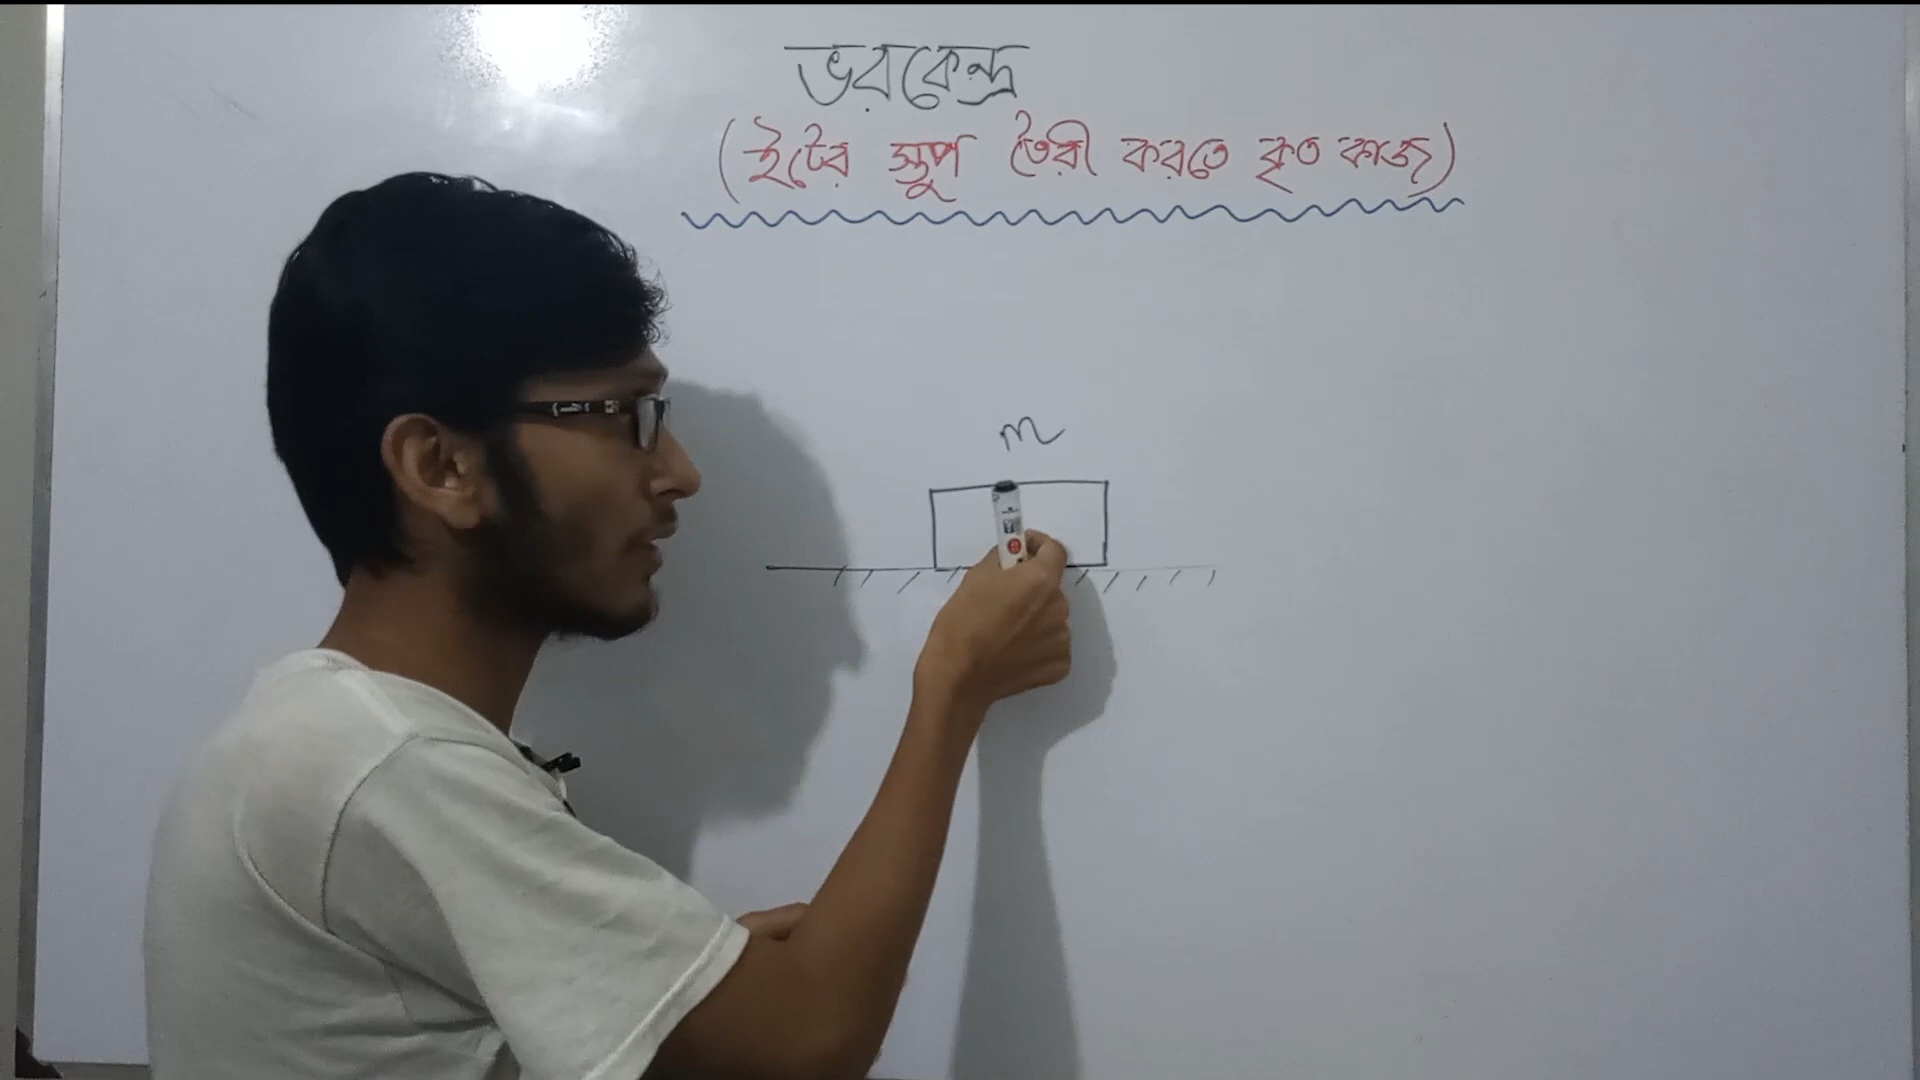 ভরকেন্দ্র
(ইটের স্তুপ তৈরী করতে কৃত কাজ)
m